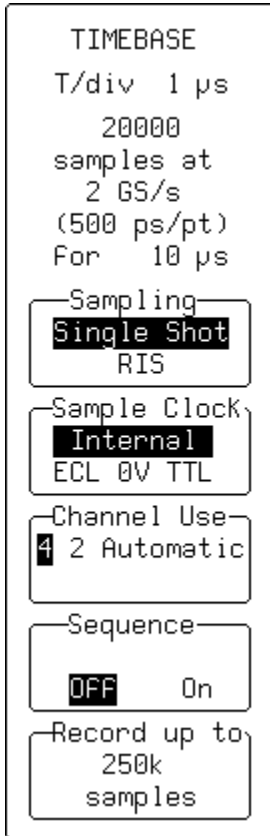 TIMEBASE
T/div 1 µs
20000
samples at
2 GS/s
(500 ps/pt)
For 10 µs
Sampling
Single Shot
RIS
Sample Clock
Internal
ECL 0V TTL
Channel Use
4 2 Automatic
Sequence
OFF On
Record up to
250k
samples